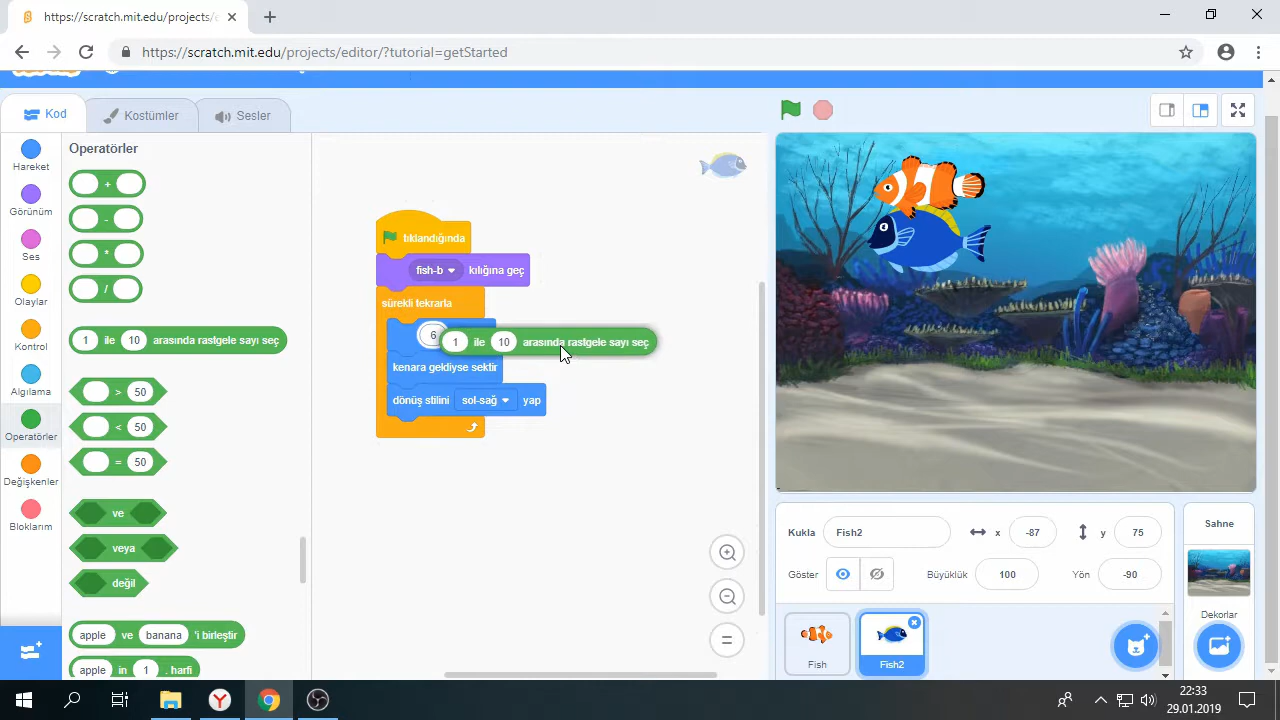 https://scratch.mit.edu/projects/e
https://scratch.mit.edu/projects/editor/?tutorial=getStarted
Kod
Kostümler
Sesler
Hareket
Görünüm
Ses
Olaylar
Kontrol
Algılama
Operatörler
Değişkenler
Bloklarım
Operatörler
+
-
*
/
1 ile 10 arasında rastgele sayı seç
> 50
< 50
= 50
ve
veya
değil
apple ve banana 'i birleştir
apple in 1 . harfi
tıklandığında
fish-b kılığına geç
sürekli tekrarla
6
1 ile 10 arasında rastgele sayı seç
kenara geldiyse sektir
dönüş stilini sol-sağ yap
Kukla Fish2 x -87 y 75
Göster Büyüklük 100 Yön -90
Fish
Fish2
Sahne
Dekorlar
22:33
29.01.2019